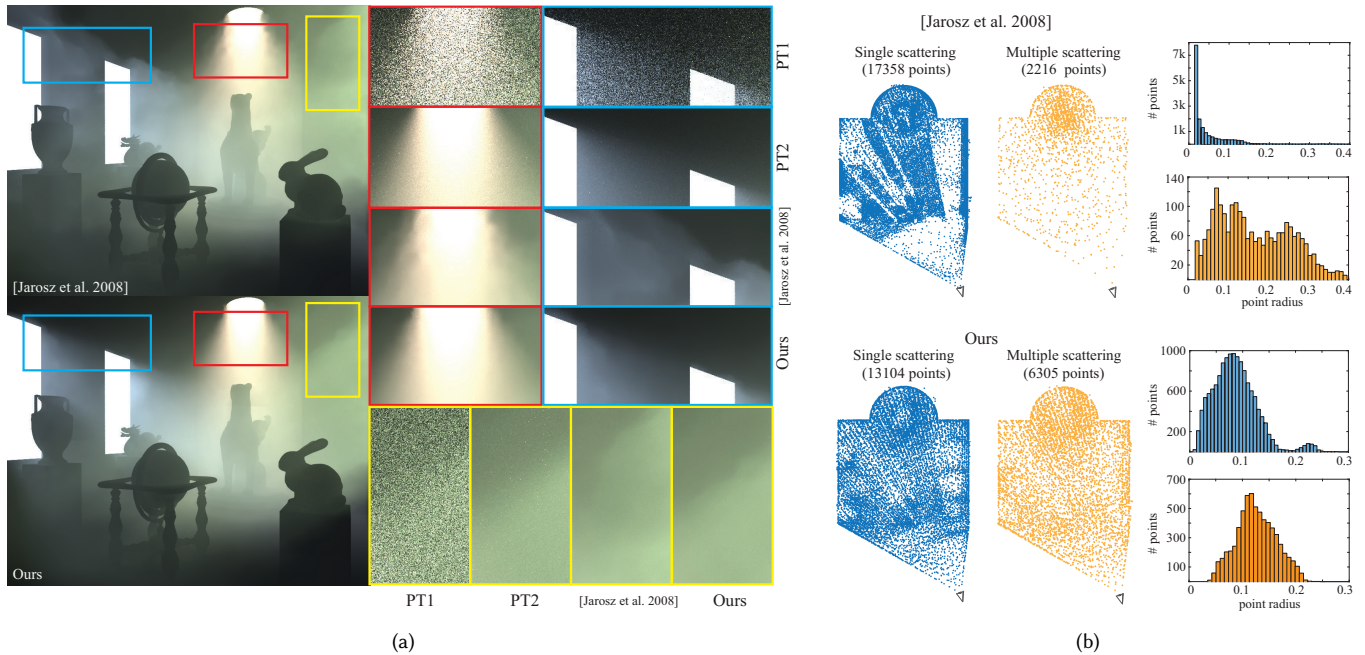 [Jarosz et al. 2008]
Ours
PT1
PT2
[Jarosz et al. 2008]
Ours
PT1
PT2
[Jarosz et al. 2008]
Ours
(a)
[Jarosz et al. 2008]
Single scattering
(17358 points)
Multiple scattering
(2216 points)
# points
7k
5k
3k
1k
0
0.1
0.2
0.3
0.4
# points
140
100
60
20
0
0.1
0.2
0.3
0.4
point radius
Ours
Single scattering
(13104 points)
Multiple scattering
(6305 points)
# points
1000
600
200
0
0.1
0.2
0.3
# points
700
500
300
100
0
0.1
0.2
0.3
point radius
(b)